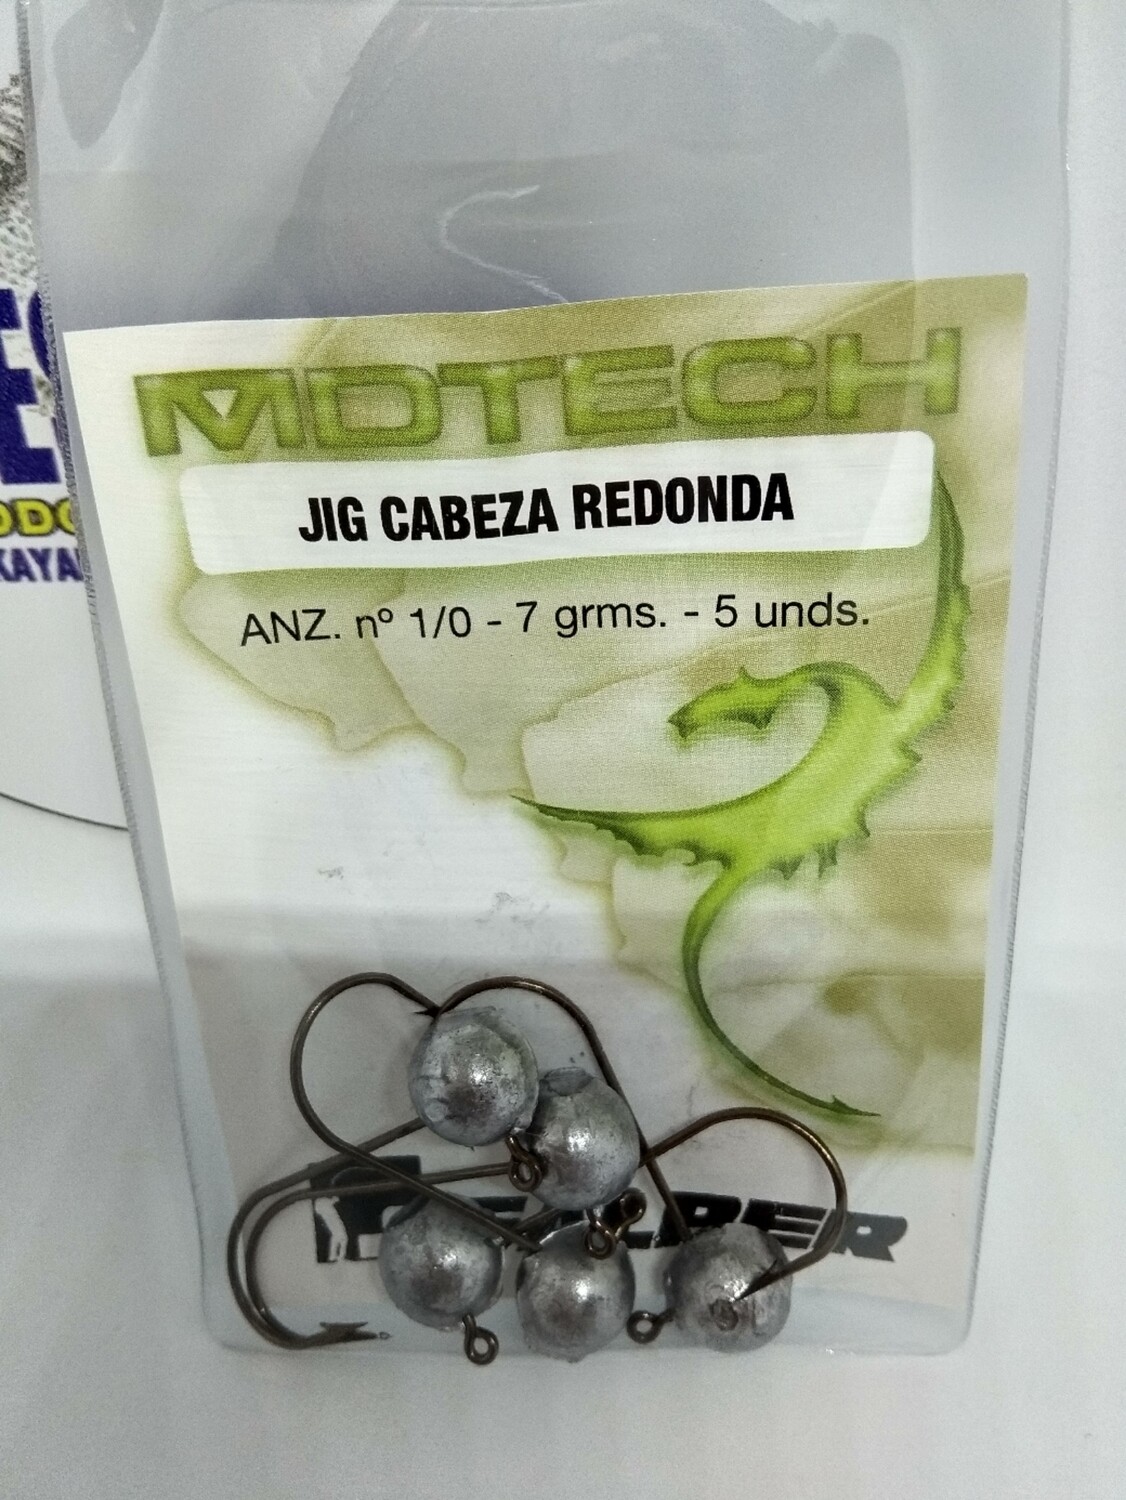 MDTECH
JIG CABEZA REDONDA
ANZ. nº 1/0 - 7 grms. - 5 unds.